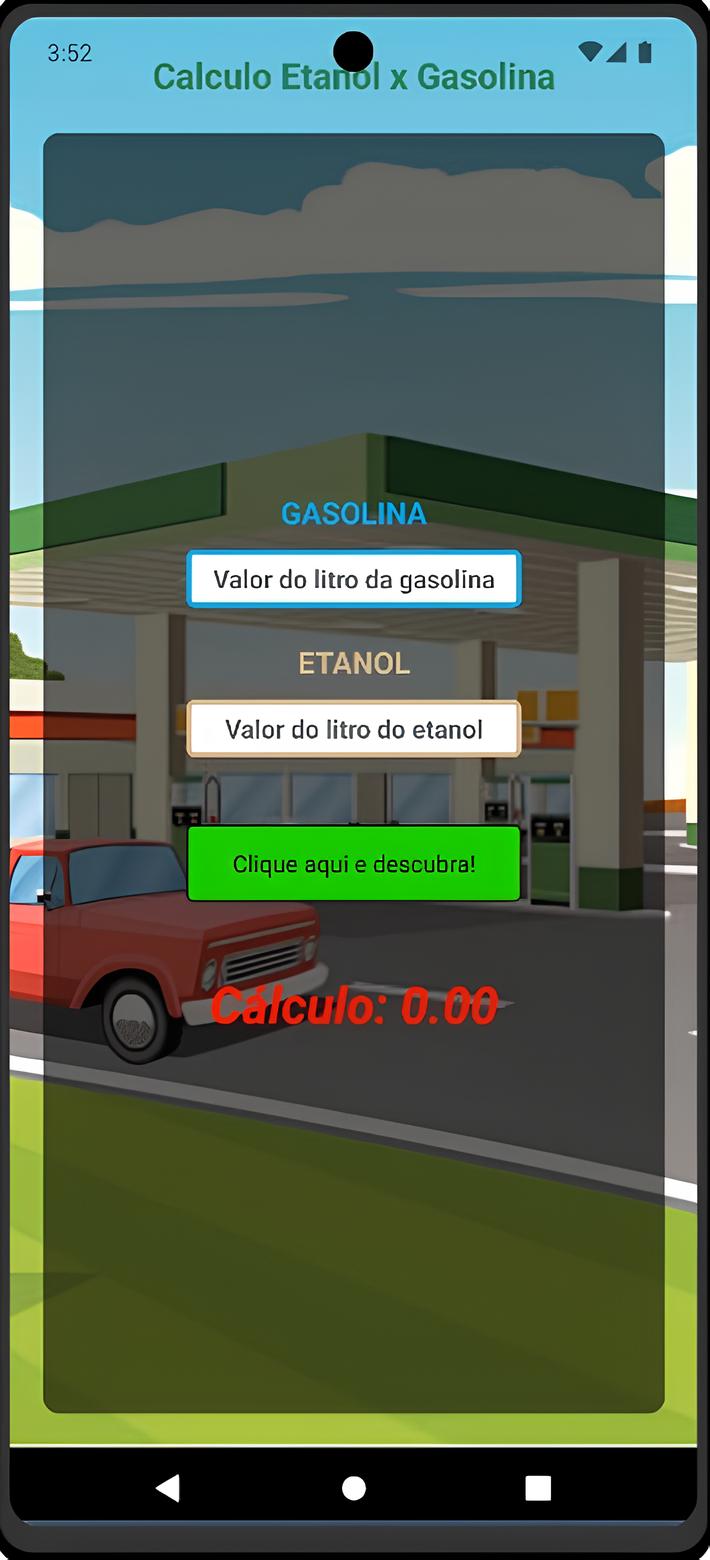 3:52
Calculo Etanol x Gasolina
GASOLINA
Valor do litro da gasolina
ETANOL
Valor do litro do etanol
Clique aqui e descubra!
Cálculo: 0.00